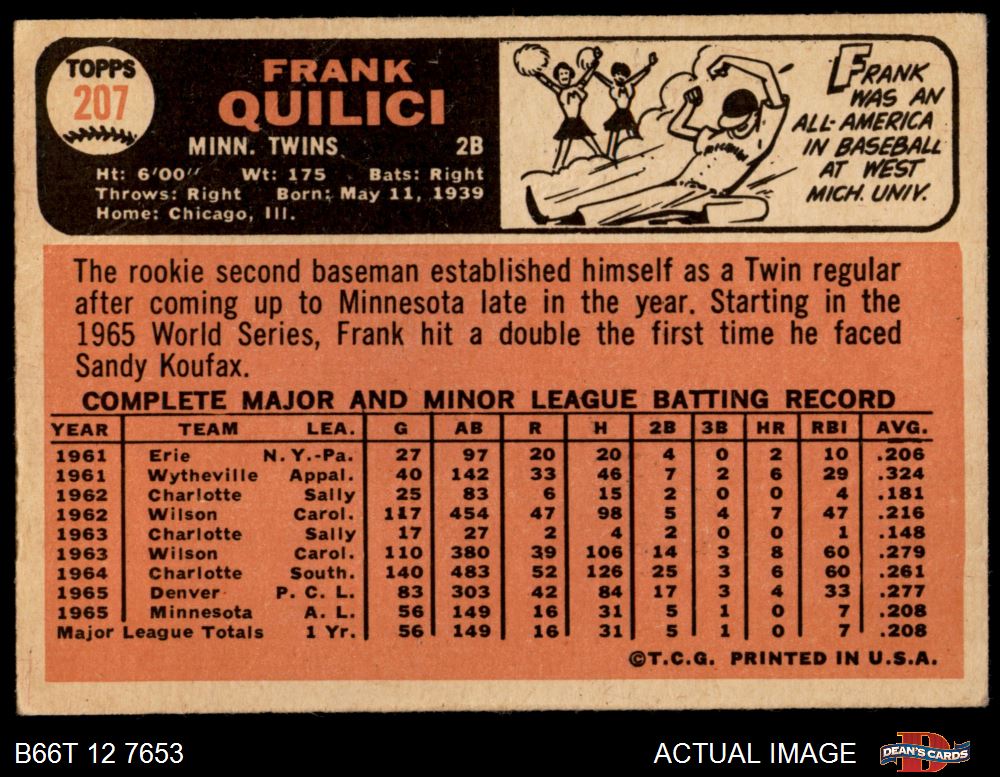 TOPPS
207
FRANK
QUILICI
MINN. TWINS 2B
Ht: 6'00" Wt: 175 Bats: Right
Throws: Right Born: May 11, 1939
Home: Chicago, Ill.
FRANK
WAS AN
ALL-AMERICA
IN BASEBALL
AT WEST
MICH. UNIV.
M
M
MICHIGAN
The rookie second baseman established himself as a Twin regular
after coming up to Minnesota late in the year. Starting in the
1965 World Series, Frank hit a double the first time he faced
Sandy Koufax.
COMPLETE MAJOR AND MINOR LEAGUE BATTING RECORD
YEAR TEAM LEA. G AB R H 2B 3B HR RBI AVG.
1961 Erie N.Y.-Pa. 27 97 20 20 4 0 2 10 .206
1961 Wytheville Appal. 40 142 33 46 7 2 6 29 .324
1962 Charlotte Sally 25 83 6 15 2 0 0 4 .181
1962 Wilson Carol. 117 454 47 98 5 4 7 47 .216
1963 Charlotte Sally 17 27 2 4 2 0 0 1 .148
1963 Wilson Carol. 110 380 39 106 14 3 8 60 .279
1964 Charlotte South. 140 483 52 126 25 3 6 60 .261
1965 Denver P. C. L. 83 303 42 84 17 3 4 33 .277
1965 Minnesota A. L. 56 149 16 31 5 1 0 7 .208
Major League Totals 1 Yr. 56 149 16 31 5 1 0 7 .208
©T.C.G. PRINTED IN U.S.A.
B66T 12 7653
ACTUAL IMAGE
DEAN'S CARDS